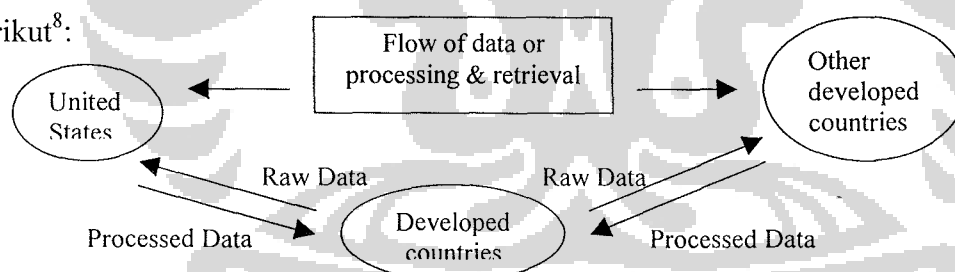 rikut8:
Flow of data or
processing & retrieval
United
States
Other
developed
countries
Raw Data
Raw Data
Processed Data
Developed
countries
Processed Data